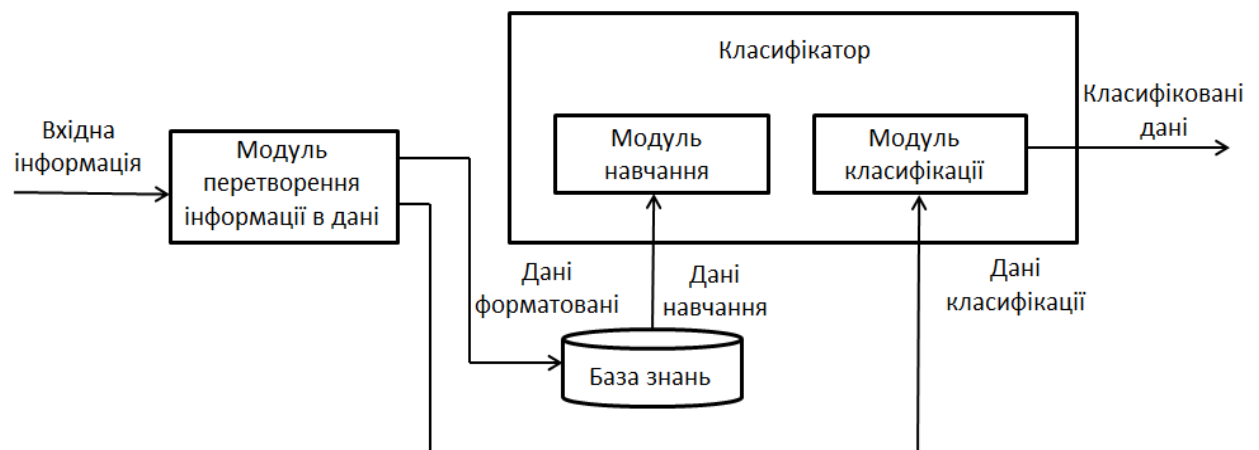 Класифікатор
Вхідна
інформація
Модуль
перетворення
інформації в дані
Модуль
навчання
Модуль
класифікації
Класифіковані
дані
Дані
форматовані
Дані
навчання
Дані
класифікації
База знань